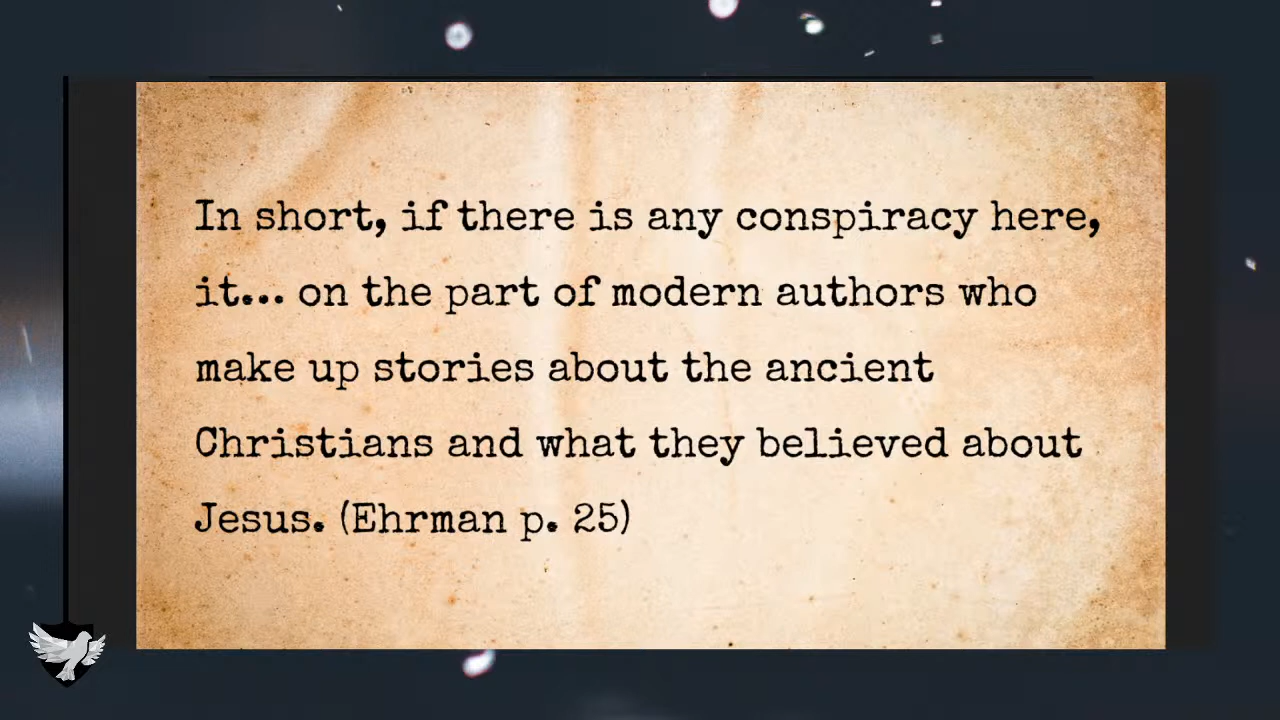 In short, if there is any conspiracy here,
it... on the part of modern authors who
make up stories about the ancient
Christians and what they believed about
Jesus. (Ehrman p. 25)